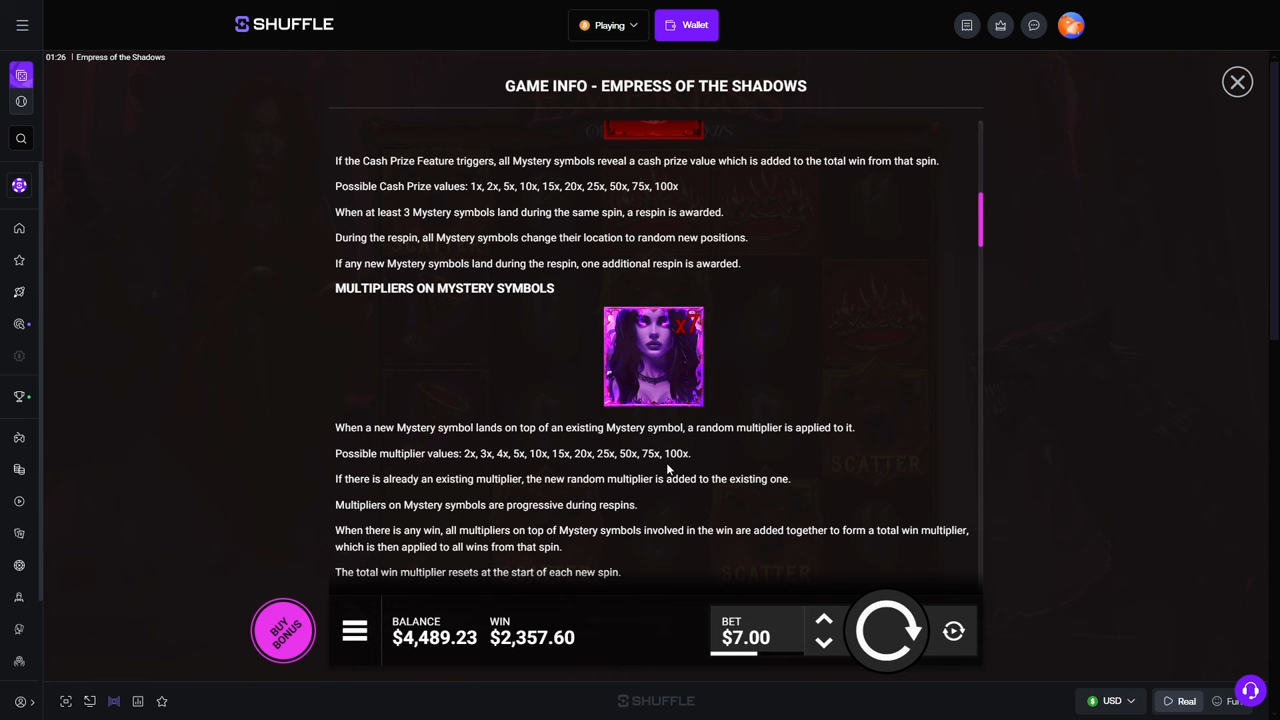 SHUFFLE
Playing
Wallet
01:26 | Empress of the Shadows
GAME INFO - EMPRESS OF THE SHADOWS
If the Cash Prize Feature triggers, all Mystery symbols reveal a cash prize value which is added to the total win from that spin.
Possible Cash Prize values: 1x, 2x, 5x, 10x, 15x, 20x, 25x, 50x, 75x, 100x
When at least 3 Mystery symbols land during the same spin, a respin is awarded.
During the respin, all Mystery symbols change their location to random new positions.
If any new Mystery symbols land during the respin, one additional respin is awarded.
MULTIPLIERS ON MYSTERY SYMBOLS
x7
When a new Mystery symbol lands on top of an existing Mystery symbol, a random multiplier is applied to it.
Possible multiplier values: 2x, 3x, 4x, 5x, 10x, 15x, 20x, 25x, 50x, 75x, 100x.
SCATTER
If there is already an existing multiplier, the new random multiplier is added to the existing one.
Multipliers on Mystery symbols are progressive during respins.
When there is any win, all multipliers on top of Mystery symbols involved in the win are added together to form a total win multiplier,
which is then applied to all wins from that spin.
The total win multiplier resets at the start of each new spin.
SCATTER
BUY BONUS
BALANCE
$4,489.23
WIN
$2,357.60
BET
$7.00
SHUFFLE
USD
Real
Fun